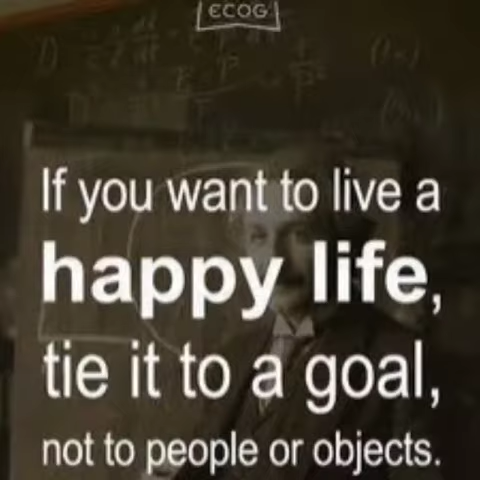 ECOG
If you want to live a
happy life,
tie it to a goal,
not to people or objects.